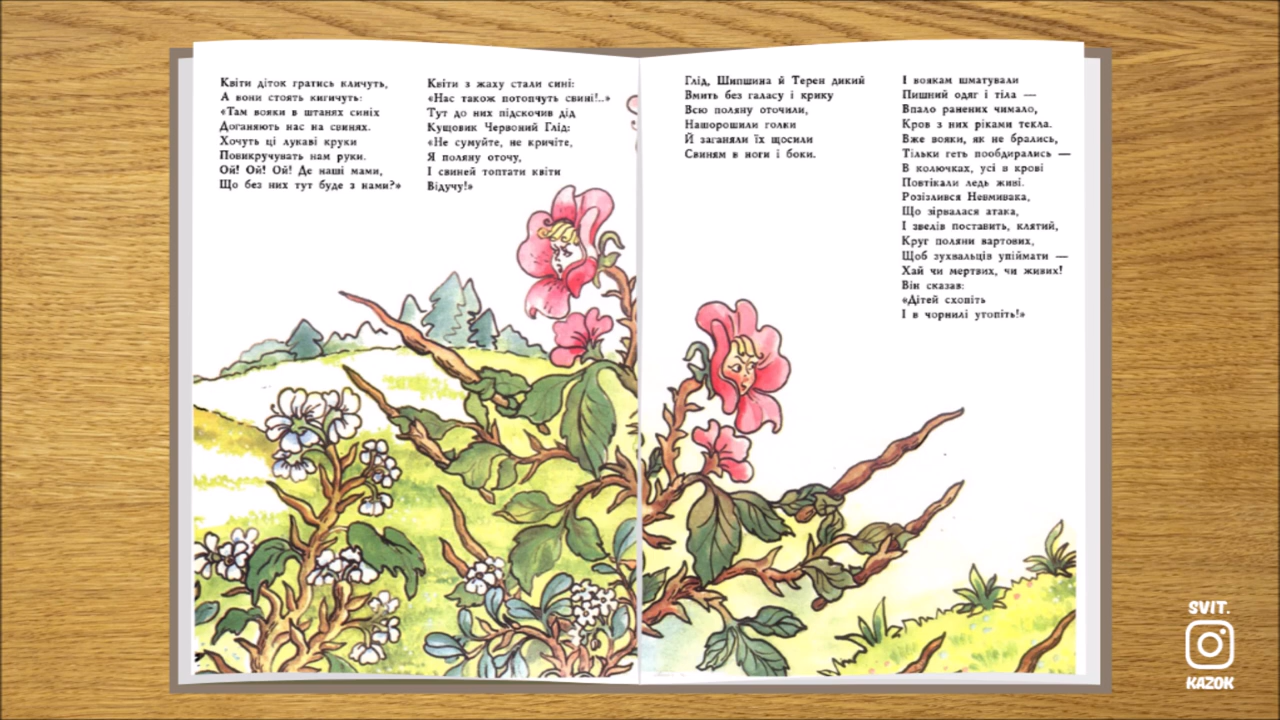 Квіти діток гратись кличуть,
А вони стоять кигичуть:
«Там вояки в штанях синіх
Доганяють нас на свинях.
Хочуть ці лукаві круки
Повикручувать нам руки.
Ой! Ой! Ой! Де наші мами,
Що без них тут буде з нами?»
Квіти з жаху стали сині:
«Нас також потопчуть свині!..»
Тут до них підскочив дід
Кущовик Червоний Глід:
«Не сумуйте, не кричіте,
Я поляну оточу,
І свиней топтати квіти
Відучу!»
Глід, Шипшина й Терен дикий
Вмить без галасу і крику
Всю поляну оточили,
Нашорошили голки
Й заганяли їх щосили
Свиням в ноги і боки.
І воякам шматували
Пишний одяг і тіла —
Впало ранених чимало,
Кров з них ріками текла.
Вже вояки, як не брались,
Тільки геть пообдирались —
В колючках, усі в крові
Повтікали ледь живі.
Розізлився Невмивака,
Що зірвалася атака,
І звелів поставить, клятий,
Круг поляни вартових,
Щоб зухвальців упіймати —
Хай чи мертвих, чи живих!
Він сказав:
«Дітей схопіть
І в чорнилі утопіть!»
SVIT.
KAZOK